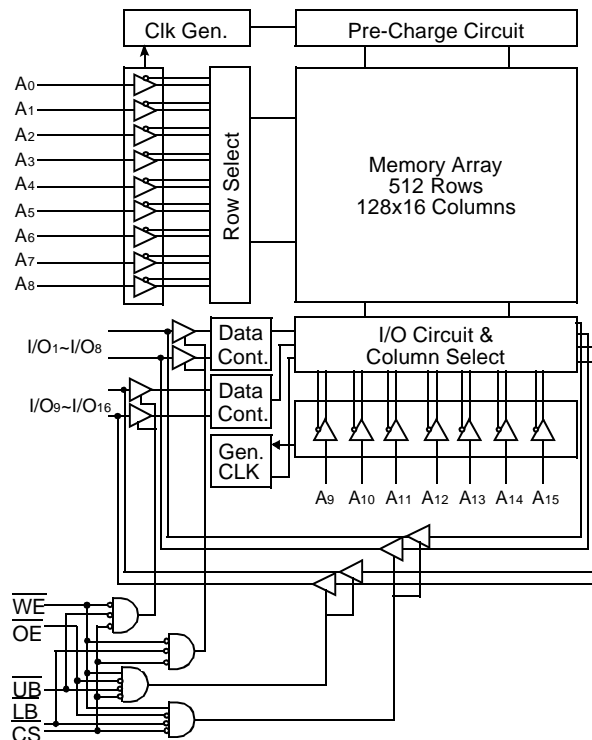 Clk Gen.
Pre-Charge Circuit
A0
A1
A2
A3
A4
A5
A6
A7
A8
Row Select
Memory Array
512 Rows
128x16 Columns
I/O1~I/O8
Data
Cont.
I/O Circuit &
Column Select
I/O9~I/O16
Data
Cont.
Gen.
CLK
A9 A10 A11 A12 A13 A14 A15
WE
OE
UB
LB
CS